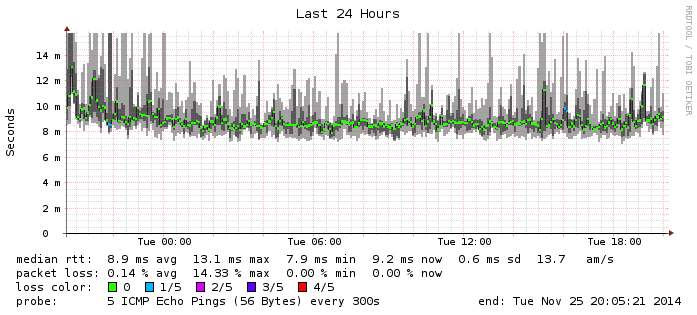 Last 24 Hours
RRDTOOL / TOBI OETIKER
Seconds
14 m
12 m
10 m
8 m
6 m
4 m
2 m
0
Tue 00:00 Tue 06:00 Tue 12:00 Tue 18:00
median rtt: 8.9 ms avg 13.1 ms max 7.9 ms min 9.2 ms now 0.6 ms sd 13.7 am/s
packet loss: 0.14 % avg 14.33 % max 0.00 % min 0.00 % now
loss color: 0 1/5 2/5 3/5 4/5
probe: 5 ICMP Echo Pings (56 Bytes) every 300s end: Tue Nov 25 20:05:21 2014